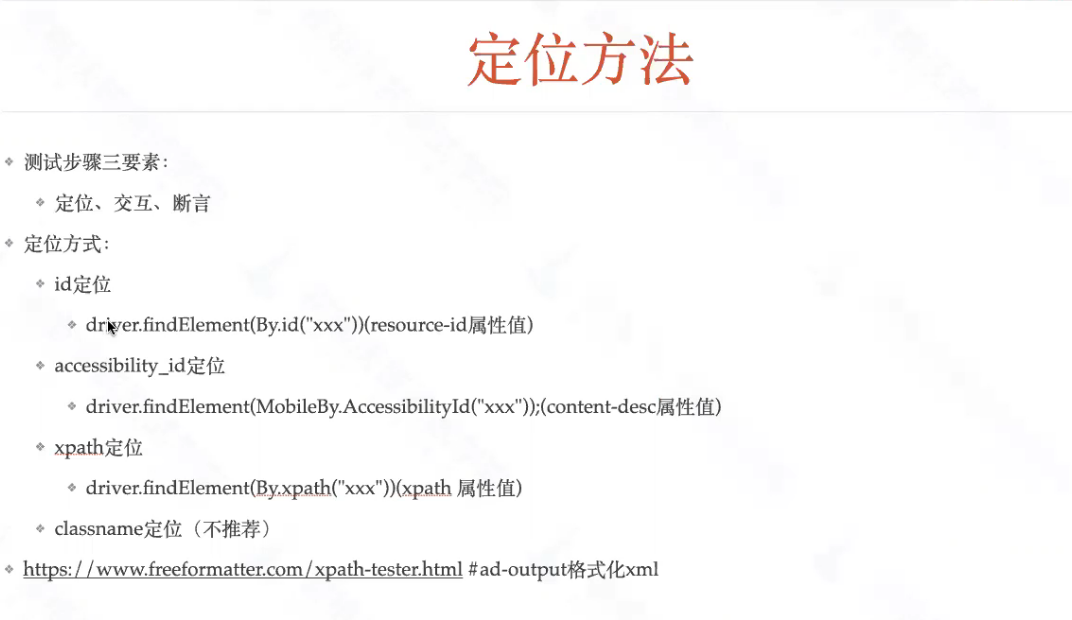 定位方法
测试步骤三要素：
定位、交互、断言
定位方式：
id定位
driver.findElement(By.id("xxx"))(resource-id属性值)
accessibility_id定位
driver.findElement(MobileBy.AccessibilityId("xxx"));(content-desc属性值)
xpath定位
driver.findElement(By.xpath("xxx"))(xpath 属性值)
classname定位（不推荐）
https://www.freeformatter.com/xpath-tester.html #ad-output格式化xml